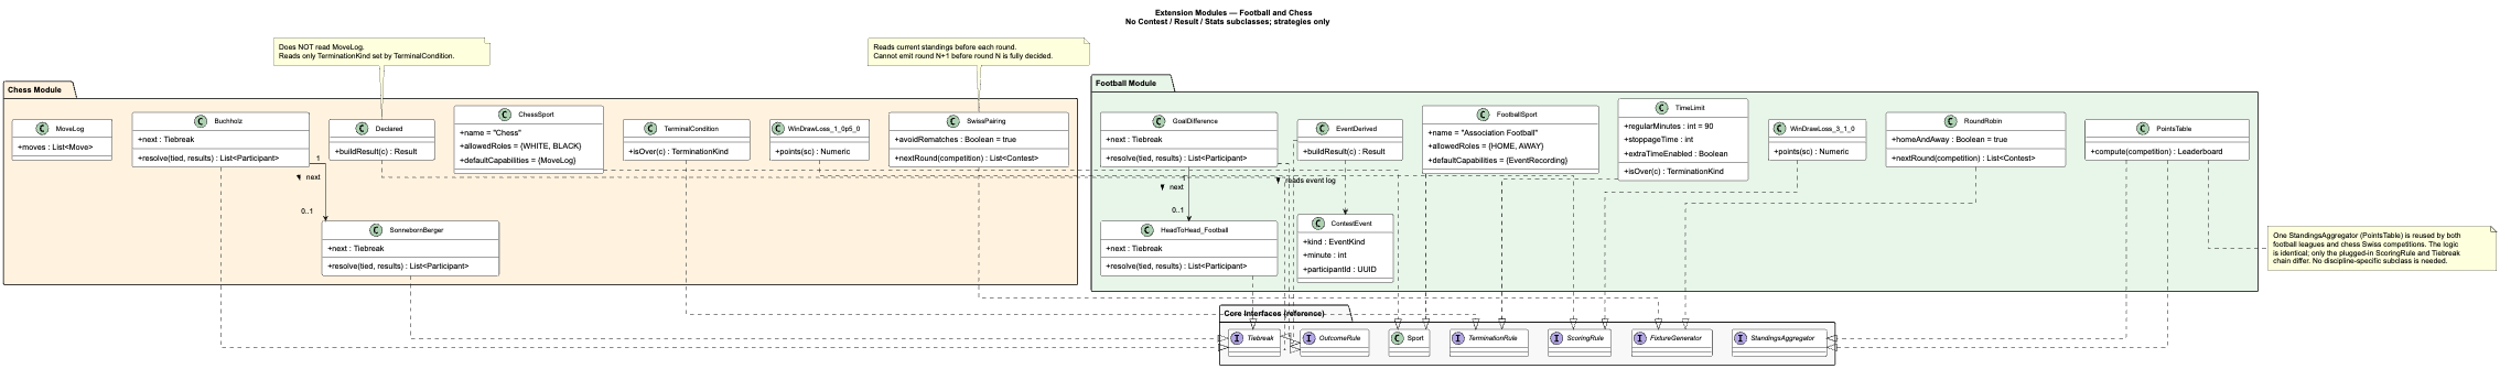 Extension Modules — Football and Chess
No Contest / Result / Stats subclasses; strategies only
Does NOT read MoveLog.
Reads only TerminationKind set by TerminalCondition.
Reads current standings before each round.
Cannot emit round N+1 before round N is fully decided.
Chess Module
C MoveLog
+moves : List<Move>
C Buchholz
+next : Tiebreak
+resolve(tied, results) : List<Participant>
C Declared
+buildResult(c) : Result
C ChessSport
+name = "Chess"
+allowedRoles = {WHITE, BLACK}
+defaultCapabilities = {MoveLog}
C TerminalCondition
+isOver(c) : TerminationKind
C WinDrawLoss_1_0p5_0
+points(sc) : Numeric
C SwissPairing
+avoidRematches : Boolean = true
+nextRound(competition) : List<Contest>
1
next
0..1
C SonnebornBerger
+next : Tiebreak
+resolve(tied, results) : List<Participant>
Football Module
C GoalDifference
+next : Tiebreak
+resolve(tied, results) : List<Participant>
C EventDerived
+buildResult(c) : Result
C FootballSport
+name = "Association Football"
+allowedRoles = {HOME, AWAY}
+defaultCapabilities = {EventRecording}
C TimeLimit
+regularMinutes : int = 90
+stoppageTime : int
+extraTimeEnabled : Boolean
+isOver(c) : TerminationKind
C WinDrawLoss_3_1_0
+points(sc) : Numeric
C RoundRobin
+homeAndAway : Boolean = true
+nextRound(competition) : List<Contest>
C PointsTable
+compute(competition) : Leaderboard
next
0..1
reads event log
C HeadToHead_Football
+next : Tiebreak
+resolve(tied, results) : List<Participant>
C ContestEvent
+kind : EventKind
+minute : int
+participantId : UUID
One StandingsAggregator (PointsTable) is reused by both
football leagues and chess Swiss competitions. The logic
is identical; only the plugged-in ScoringRule and Tiebreak
chain differ. No discipline-specific subclass is needed.
Core Interfaces (reference)
I Tiebreak
I OutcomeRule
C Sport
I TerminationRule
I ScoringRule
I FixtureGenerator
I StandingsAggregator